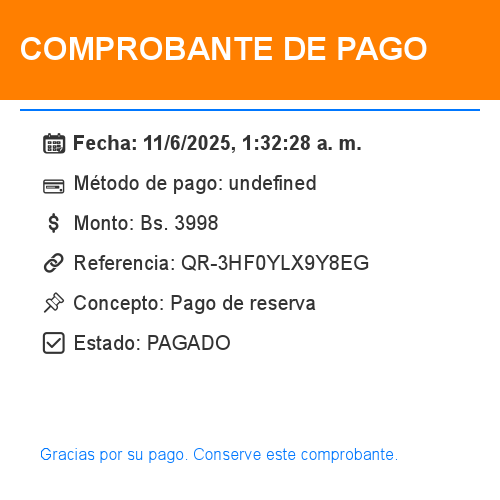 COMPROBANTE DE PAGO
Fecha: 11/6/2025, 1:32:28 a. m.
Método de pago: undefined
Monto: Bs. 3998
Referencia: QR-3HF0YLX9Y8EG
Concepto: Pago de reserva
Estado: PAGADO
Gracias por su pago. Conserve este comprobante.